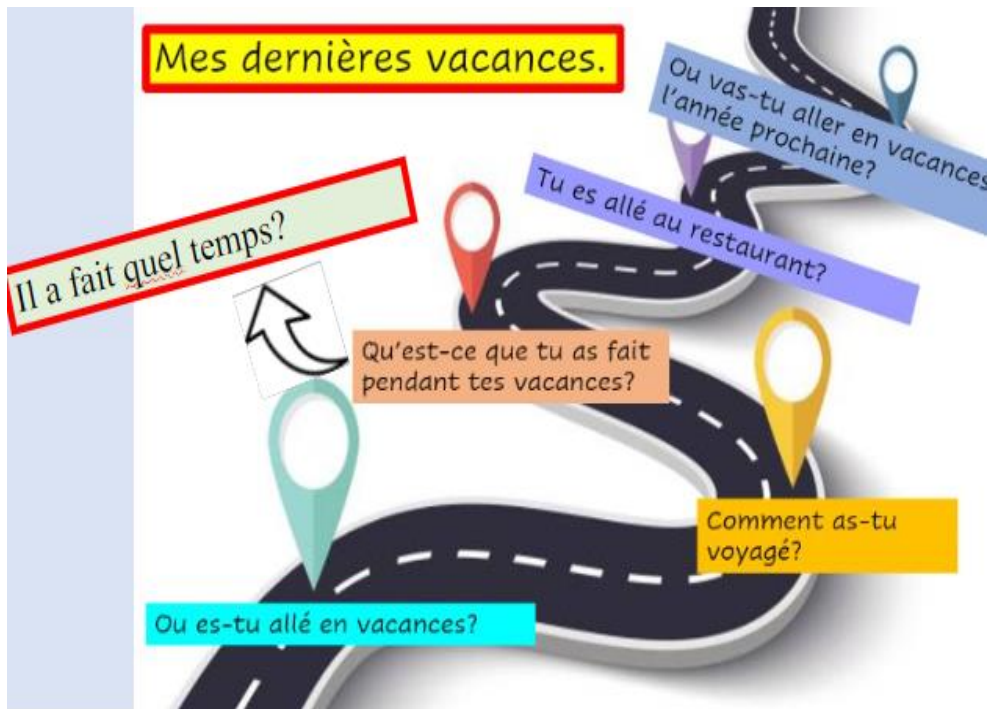 Mes dernières vacances.
Ou vas-tu aller en vacances
l'année prochaine?
Tu es allé au restaurant?
Il a fait quel temps?
Qu'est-ce que tu as fait
pendant tes vacances?
Comment as-tu
voyagé?
Ou es-tu allé en vacances?